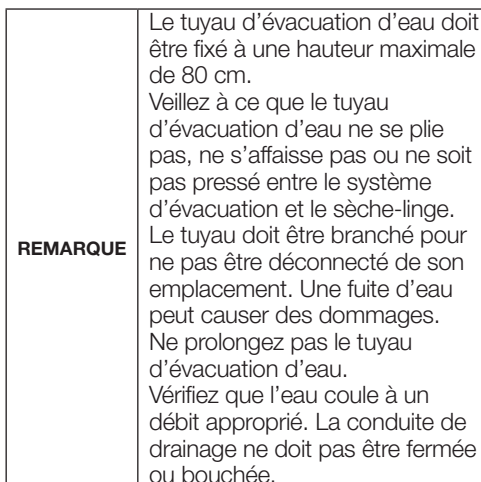 Le tuyau d’évacuation d’eau doit
être fixé à une hauteur maximale
de 80 cm.
Veillez à ce que le tuyau
d’évacuation d’eau ne se plie
pas, ne s’affaisse pas ou ne soit
pas pressé entre le système
d’évacuation et le sèche-linge.
REMARQUE
Le tuyau doit être branché pour
ne pas être déconnecté de son
emplacement. Une fuite d’eau
peut causer des dommages.
Ne prolongez pas le tuyau
d’évacuation d’eau.
Vérifiez que l’eau coule à un
débit approprié. La conduite de
drainage ne doit pas être fermée
ou bouchée.